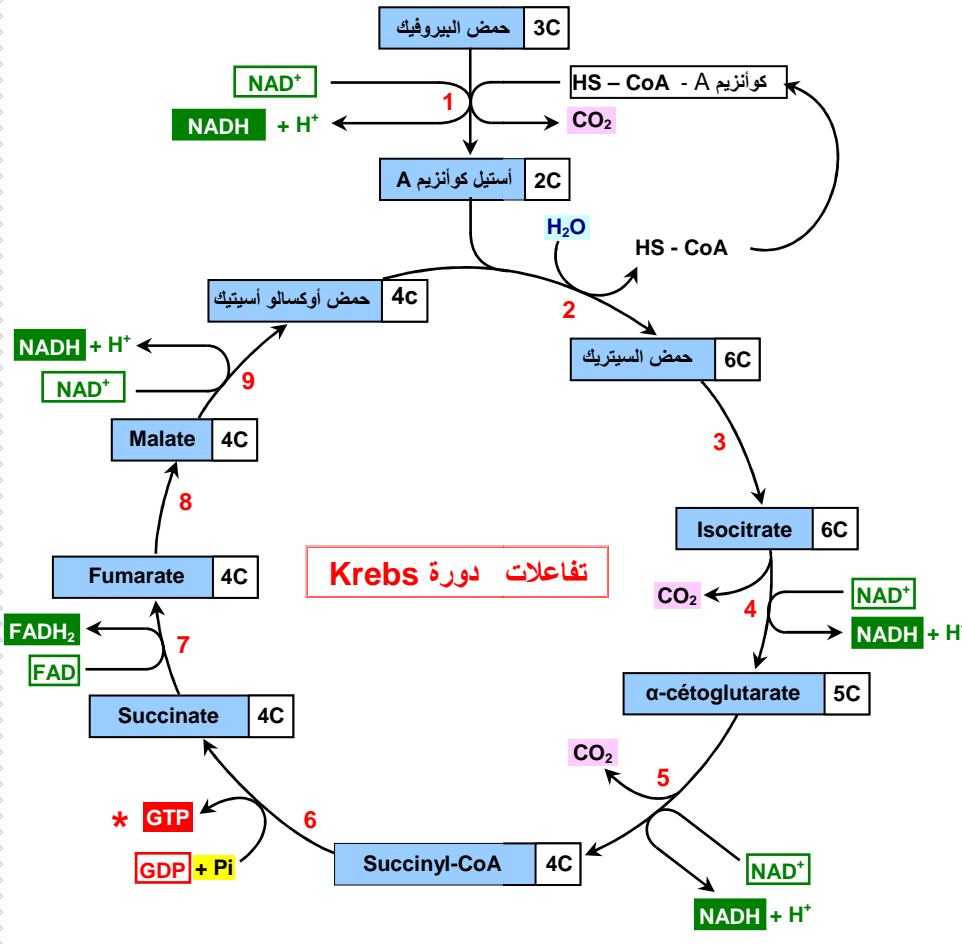 حمض البيروفيك 3C
NAD⁺
HS – CoA - A كوأنزيم
1
NADH + H⁺
CO₂
أستيل كوأنزيم A 2C
H₂O
HS - CoA
حمض أوكسالو أسيتيك 4c
2
حمض السيتريك 6C
NADH + H⁺
NAD⁺
9
Malate 4C
3
8
Isocitrate 6C
تفاعلات دورة Krebs
Fumarate 4C
CO₂
4
NAD⁺
NADH + H⁺
FADH₂
7
FAD
α-cétoglutarate 5C
Succinate 4C
CO₂
5
* GTP
6
GDP + Pi
Succinyl-CoA 4C
NAD⁺
NADH + H⁺